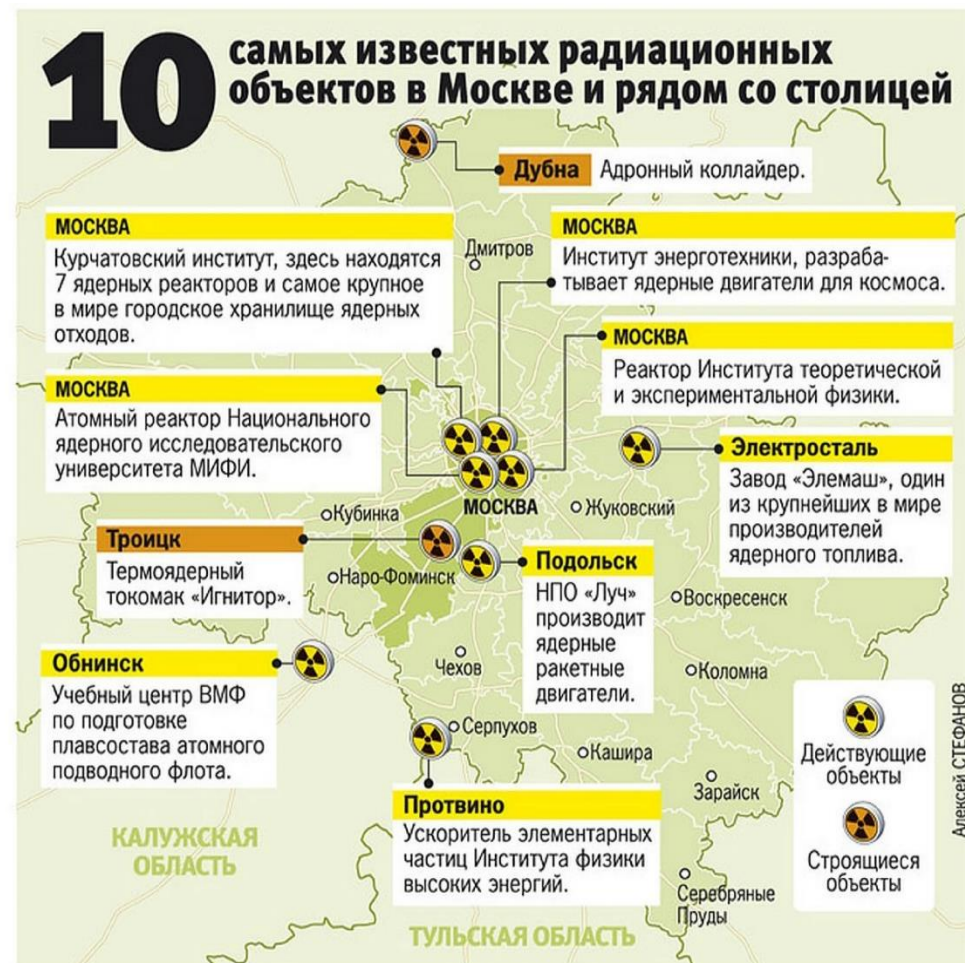 10 самых известных радиационных
объектов в Москве и рядом со столицей
Дубна Адронный коллайдер.
МОСКВА
Курчатовский институт, здесь находятся
7 ядерных реакторов и самое крупное
в мире городское хранилище ядерных
отходов.
Дмитров
МОСКВА
Институт энерготехники, разраба-
тывает ядерные двигатели для космоса.
МОСКВА
Реактор Института теоретической
и экспериментальной физики.
МОСКВА
Атомный реактор Национального
ядерного исследовательского
университета МИФИ.
Электросталь
Завод «Элемаш», один
из крупнейших в мире
производителей
ядерного топлива.
МОСКВА
Жуковский
Кубинка
Троицк
Термоядерный
токомак «Игнитор».
Наро-Фоминск
Подольск
НПО «Луч»
производит
ядерные
ракетные
двигатели.
Воскресенск
Обнинск
Учебный центр ВМФ
по подготовке
плавсостава атомного
подводного флота.
Чехов
Коломна
Серпухов
Кашира
Зарайск
Протвино
Ускоритель элементарных
частиц Института физики
высоких энергий.
Серебряные
Пруды
КАЛУЖСКАЯ
ОБЛАСТЬ
ТУЛЬСКАЯ ОБЛАСТЬ
Действующие
объекты
Строящиеся
объекты
Алексей СТЕФАНОВ